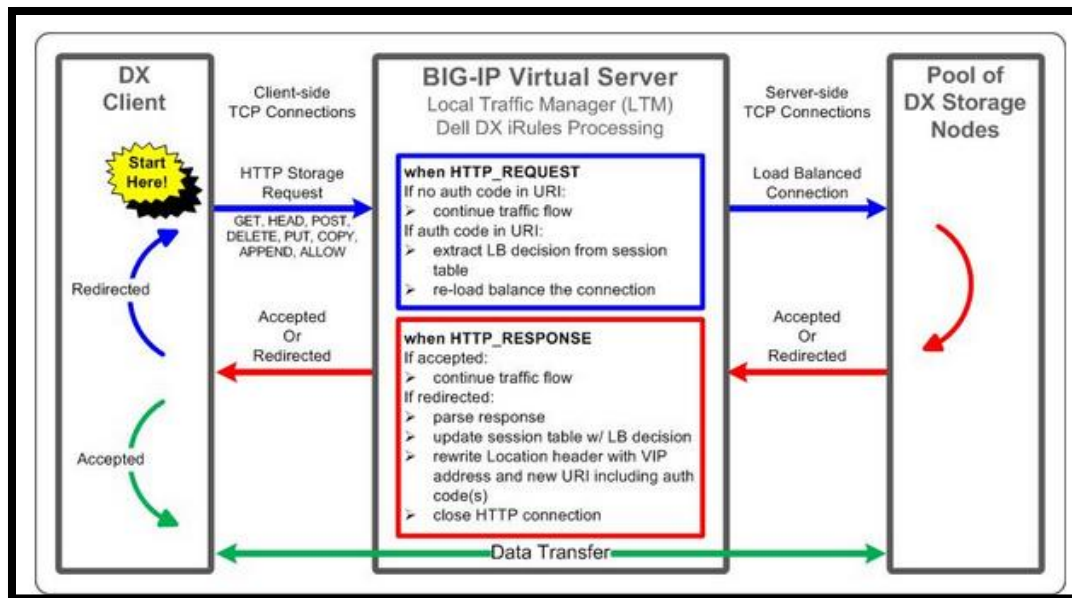 DX
Client
Client-side
TCP Connections
BIG-IP Virtual Server
Local Traffic Manager (LTM)
Dell DX iRules Processing
Server-side
TCP Connections
Pool of
DX Storage
Nodes
Start
Here!
HTTP Storage
Request
GET, HEAD, POST,
DELETE, PUT, COPY,
APPEND, ALLOW
when HTTP_REQUEST
If no auth code in URI:
➢ continue traffic flow
If auth code in URI:
➢ extract LB decision from session
table
➢ re-load balance the connection
Load Balanced
Connection
Redirected
Accepted
Or
Redirected
when HTTP_RESPONSE
If accepted:
➢ continue traffic flow
If redirected:
➢ parse response
➢ update session table w/ LB decision
➢ rewrite Location header with VIP
address and new URI including auth
code(s)
➢ close HTTP connection
Accepted
Or
Redirected
Accepted
Data Transfer